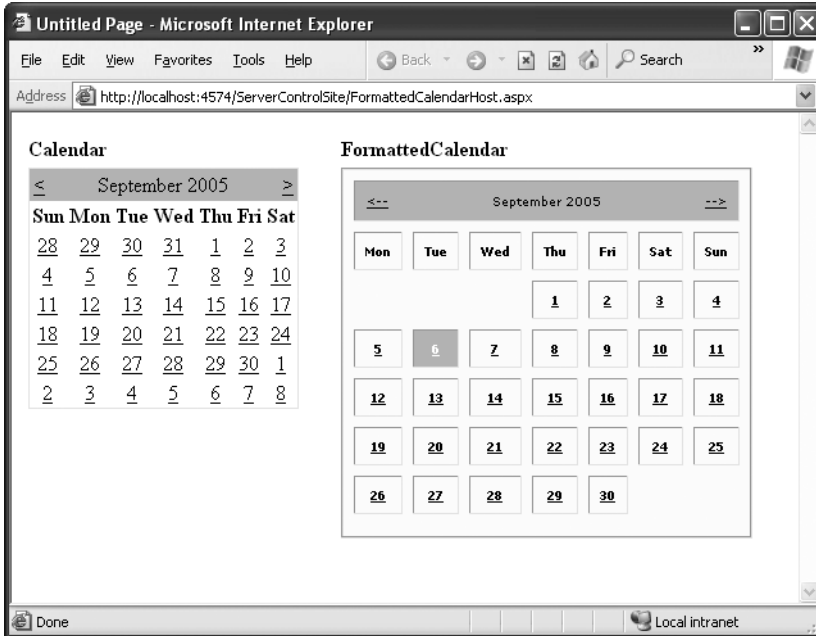 Untitled Page - Microsoft Internet Explorer
File Edit View Favorites Tools Help Back Search »
Address http://localhost:4574/ServerControlSite/FormattedCalendarHost.aspx
Calendar
< September 2005 >
Sun Mon Tue Wed Thu Fri Sat
28 29 30 31 1 2 3
4 5 6 7 8 9 10
11 12 13 14 15 16 17
18 19 20 21 22 23 24
25 26 27 28 29 30 1
2 3 4 5 6 7 8
FormattedCalendar
<-- September 2005 -->
Mon Tue Wed Thu Fri Sat Sun
1 2 3 4
5 6 7 8 9 10 11
12 13 14 15 16 17 18
19 20 21 22 23 24 25
26 27 28 29 30
Done Local intranet